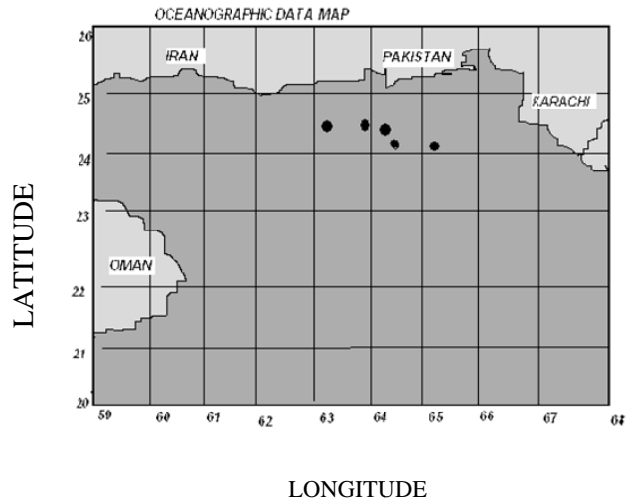 OCEANOGRAPHIC DATA MAP
26
IRAN
PAKISTAN
25
KARACHI
24
23
OMAN
22
21
20
59 60 61 62 63 64 65 66 67 68
LATITUDE
LONGITUDE